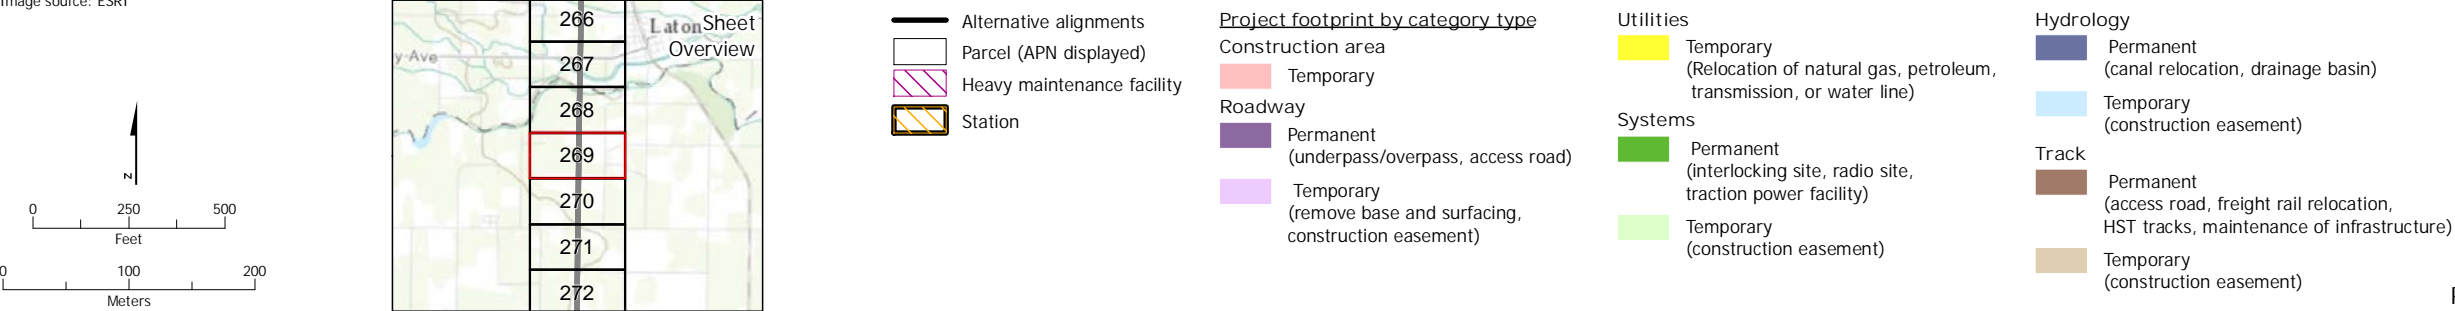 Image source: ESRI
N
0 250 500
Feet
0 100 200
Meters
Sheet
Overview
Laton
y Ave
266
267
268
269
270
271
272
Alternative alignments
Parcel (APN displayed)
Heavy maintenance facility
Station
Project footprint by category type
Construction area
Temporary
Roadway
Permanent
(underpass/overpass, access road)
Temporary
(remove base and surfacing,
construction easement)
Utilities
Temporary
(Relocation of natural gas, petroleum,
transmission, or water line)
Systems
Permanent
(interlocking site, radio site,
traction power facility)
Temporary
(construction easement)
Hydrology
Permanent
(canal relocation, drainage basin)
Temporary
(construction easement)
Track
Permanent
(access road, freight rail relocation,
HST tracks, maintenance of infrastructure)
Temporary
(construction easement)